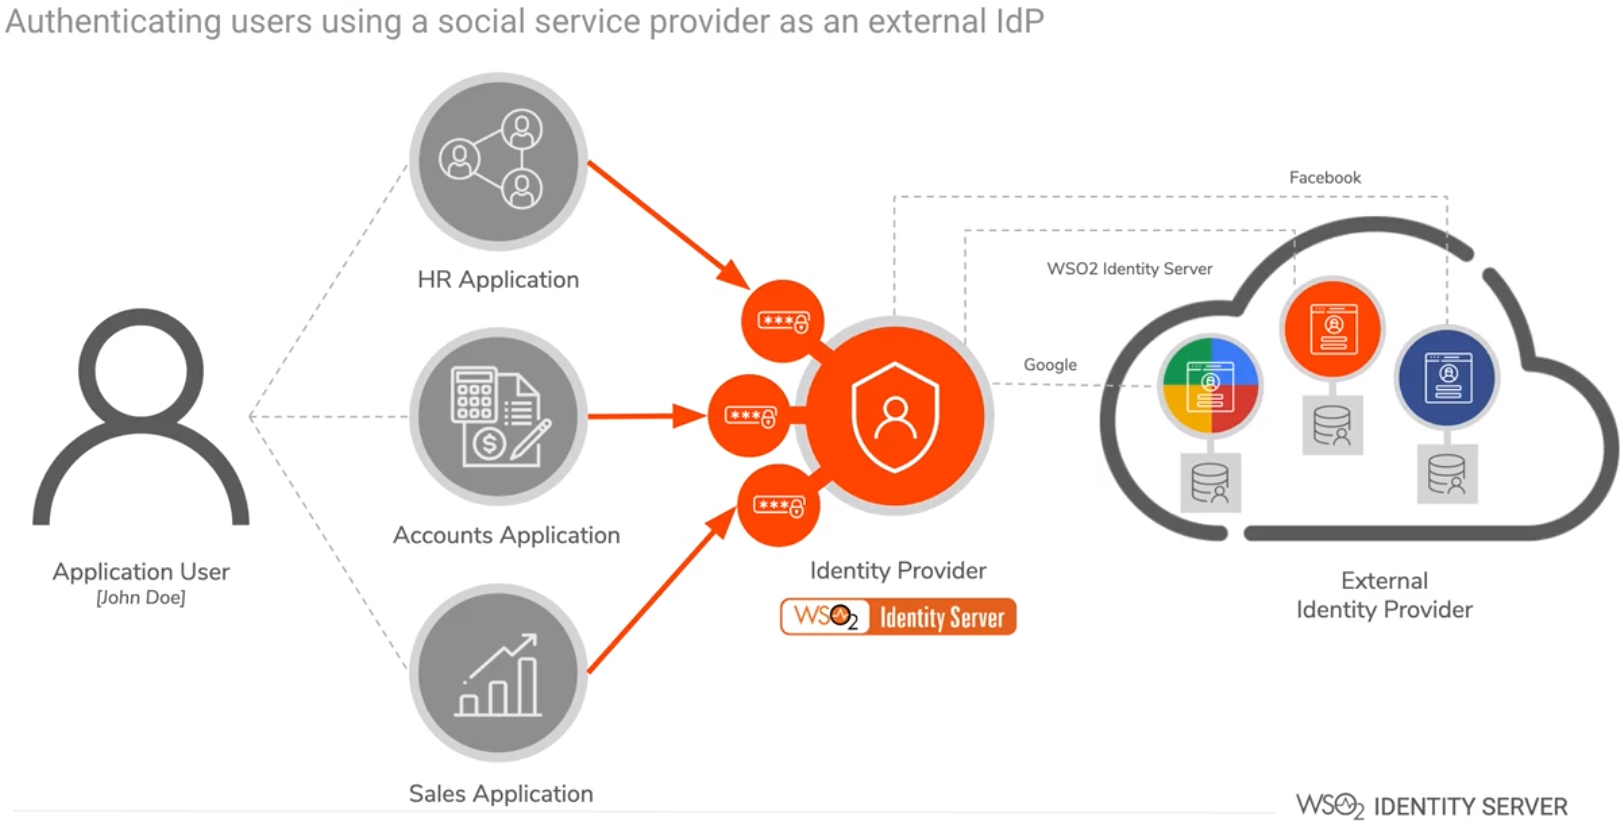 Authenticating users using a social service provider as an external IdP
Facebook
HR Application
WSO2 Identity Server
***
Google
***
***
Accounts Application
Application User
[John Doe]
Identity Provider
WSO2 Identity Server
External
Identity Provider
Sales Application
WSO2 IDENTITY SERVER